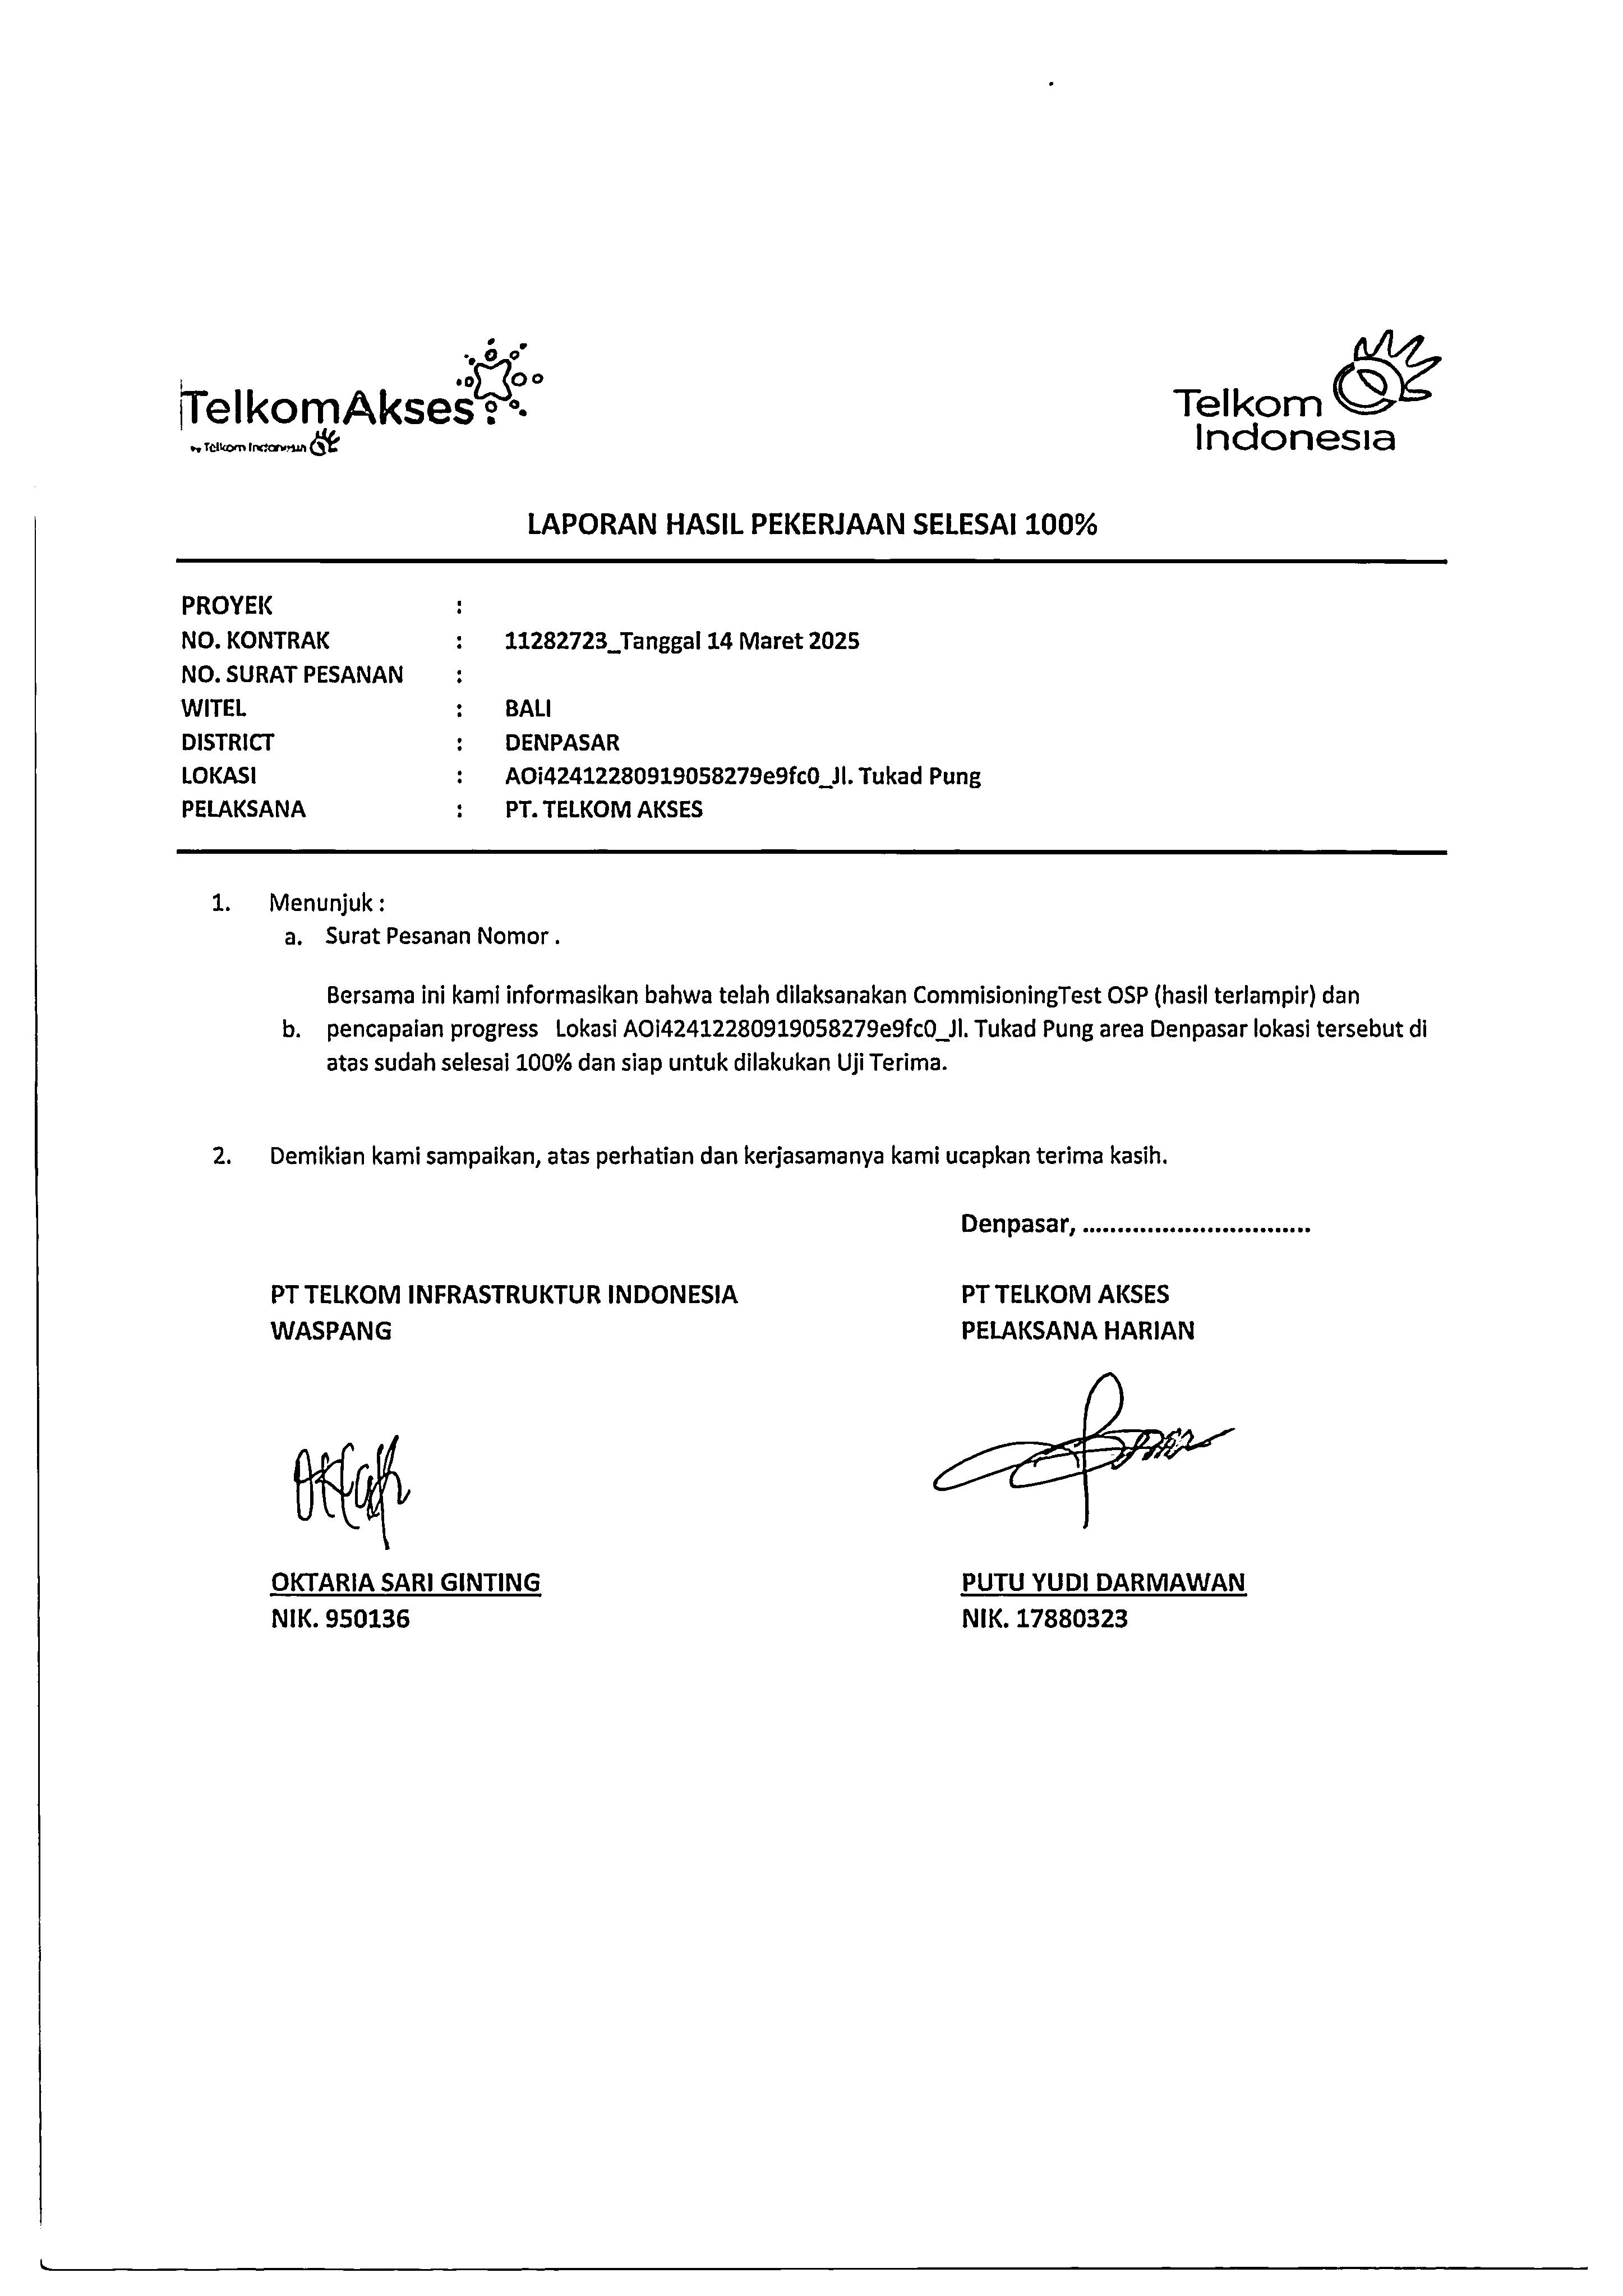 TelkomAkses
by Telkom Indonesia
Telkom
Indonesia
LAPORAN HASIL PEKERJAAN SELESAI 100%
PROYEK :
NO. KONTRAK : 11282723_Tanggal 14 Maret 2025
NO. SURAT PESANAN :
WITEL : BALI
DISTRICT : DENPASAR
LOKASI : AOi42412280919058279e9fc0_Jl. Tukad Pung
PELAKSANA : PT. TELKOM AKSES
1. Menunjuk :
a. Surat Pesanan Nomor .
Bersama ini kami informasikan bahwa telah dilaksanakan CommisioningTest OSP (hasil terlampir) dan
b. pencapaian progress Lokasi AOi42412280919058279e9fc0_Jl. Tukad Pung area Denpasar lokasi tersebut di
atas sudah selesai 100% dan siap untuk dilakukan Uji Terima.
2. Demikian kami sampaikan, atas perhatian dan kerjasamanya kami ucapkan terima kasih.
Denpasar, .................................
PT TELKOM INFRASTRUKTUR INDONESIA
WASPANG
PT TELKOM AKSES
PELAKSANA HARIAN
OKTARIA SARI GINTING
NIK. 950136
PUTU YUDI DARMAWAN
NIK. 17880323